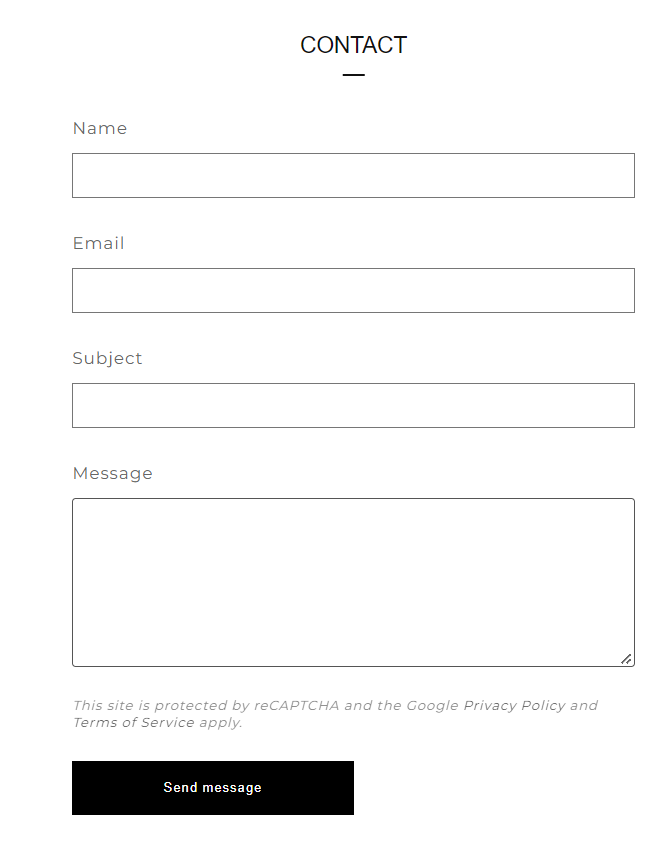 CONTACT
Name
Email
Subject
Message
This site is protected by reCAPTCHA and the Google Privacy Policy and
Terms of Service apply.
Send message